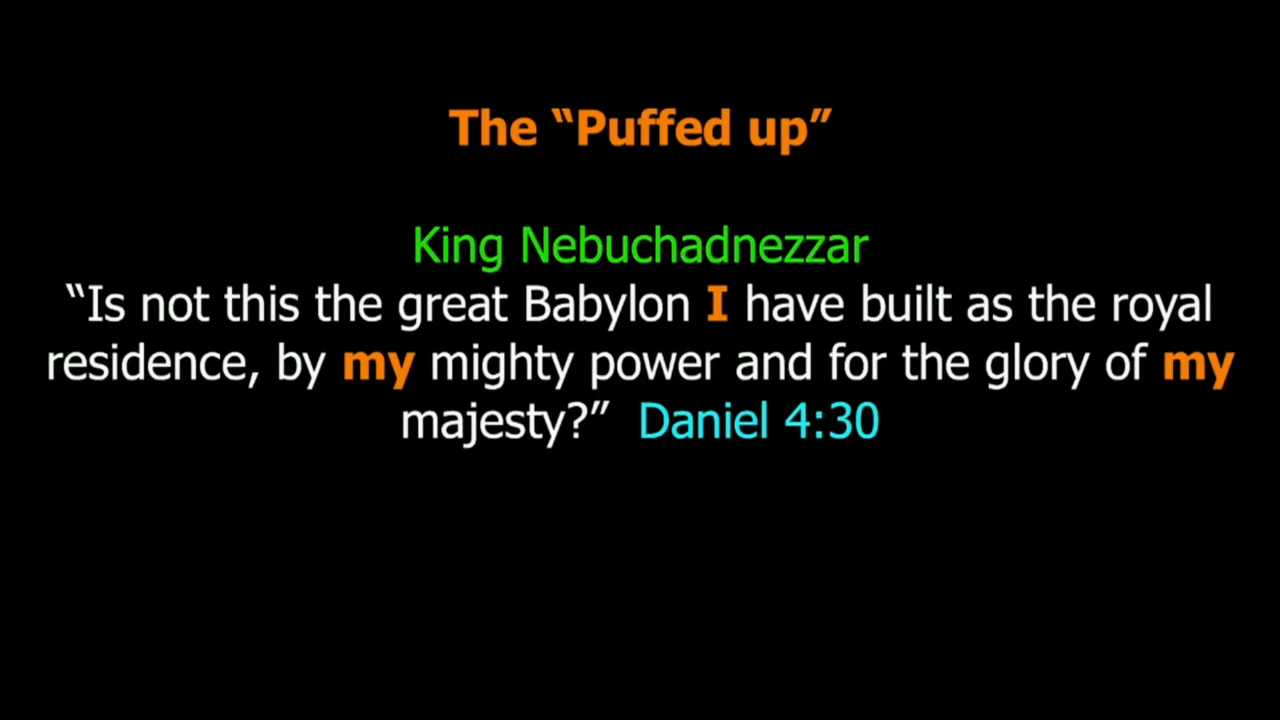 The “Puffed up”
King Nebuchadnezzar
“Is not this the great Babylon I have built as the royal
residence, by my mighty power and for the glory of my
majesty?” Daniel 4:30